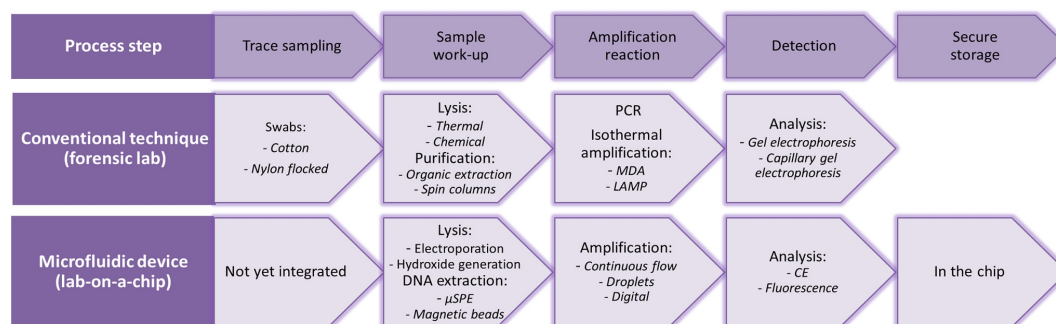 Process step
Trace sampling
Sample
work-up
Amplification
reaction
Detection
Secure
storage
Conventional technique
(forensic lab)
Swabs:
- Cotton
- Nylon flocked
Lysis:
- Thermal
- Chemical
Purification:
- Organic extraction
- Spin columns
PCR
Isothermal
amplification:
- MDA
- LAMP
Analysis:
- Gel electrophoresis
- Capillary gel
electrophoresis
Microfluidic device
(lab-on-a-chip)
Not yet integrated
Lysis:
- Electroporation
- Hydroxide generation
DNA extraction:
- µSPE
- Magnetic beads
Amplification:
- Continuous flow
- Droplets
- Digital
Analysis:
- CE
- Fluorescence
In the chip